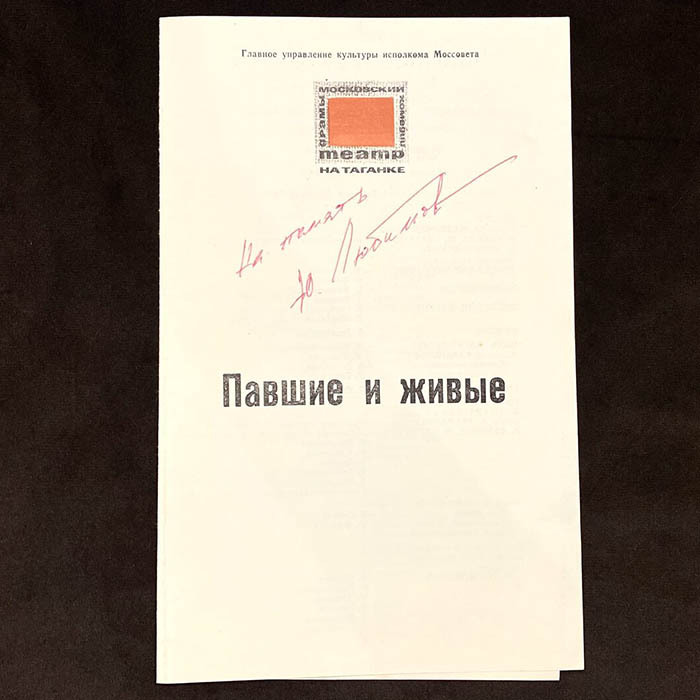 Главное управление культуры исполкома Моссовета
МОСКОВСКИЙ
драмы
комедии
театр
НА ТАГАНКЕ
На память
Ю. Любимов
Павшие и живые